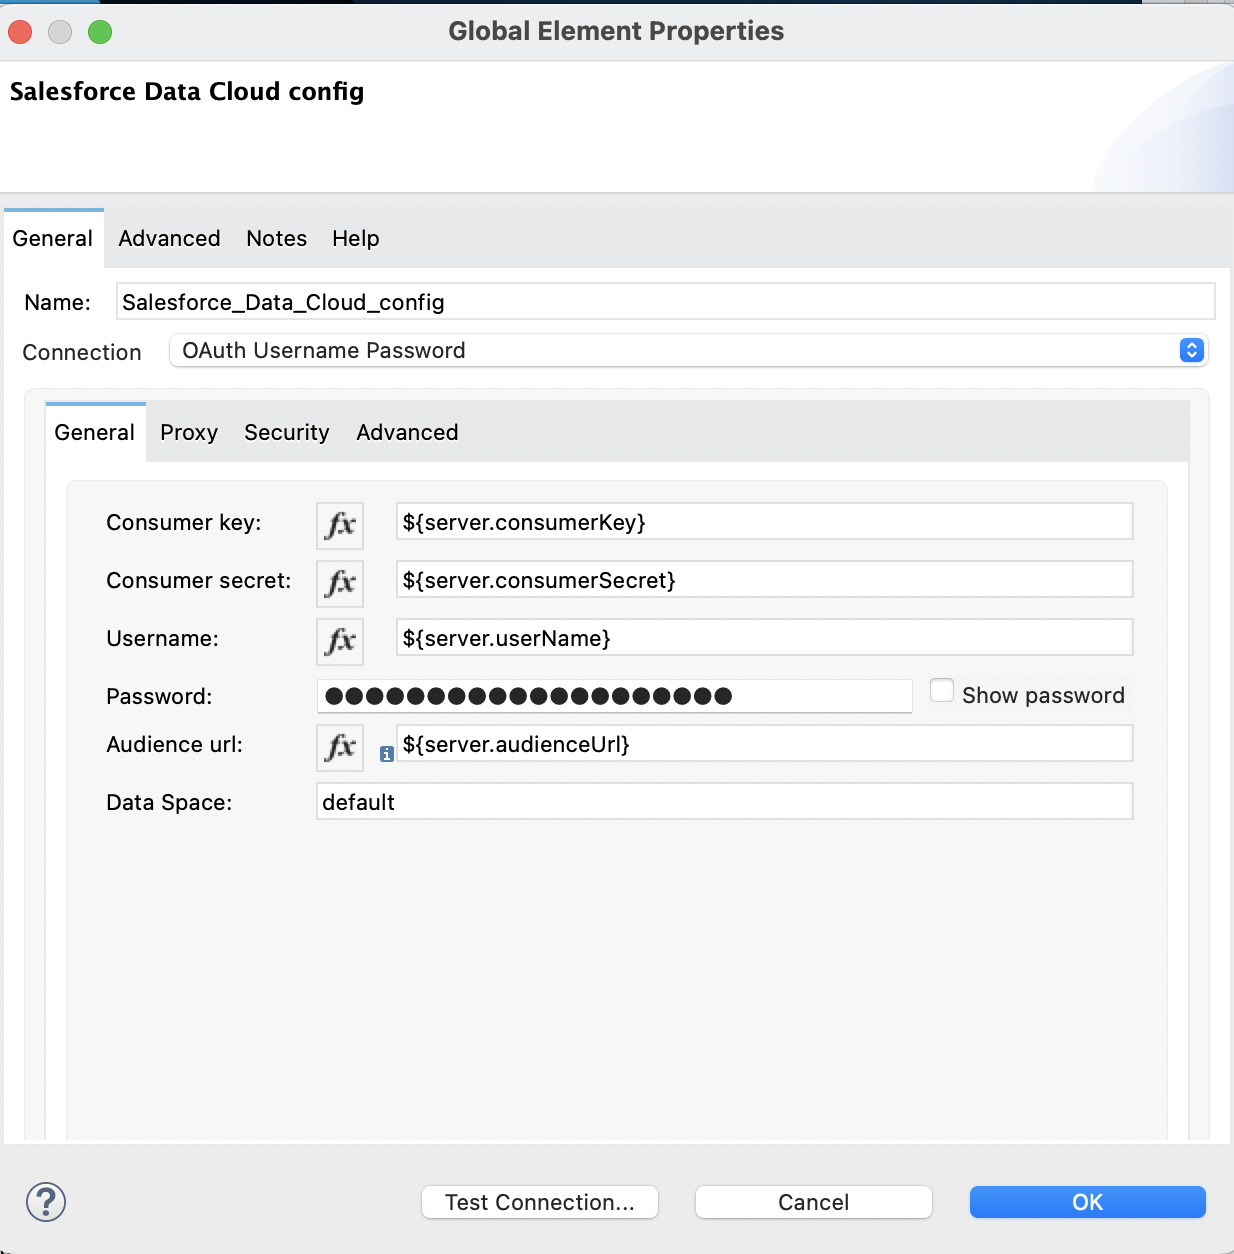 Global Element Properties
Salesforce Data Cloud config
General Advanced Notes Help
Name: Salesforce_Data_Cloud_config
Connection OAuth Username Password
General Proxy Security Advanced
Consumer key: fx ${server.consumerKey}
Consumer secret: fx ${server.consumerSecret}
Username: fx ${server.userName}
Password: ●●●●●●●●●●●●●●●●●●●● Show password
Audience url: fx i ${server.audienceUrl}
Data Space: default
? Test Connection... Cancel OK